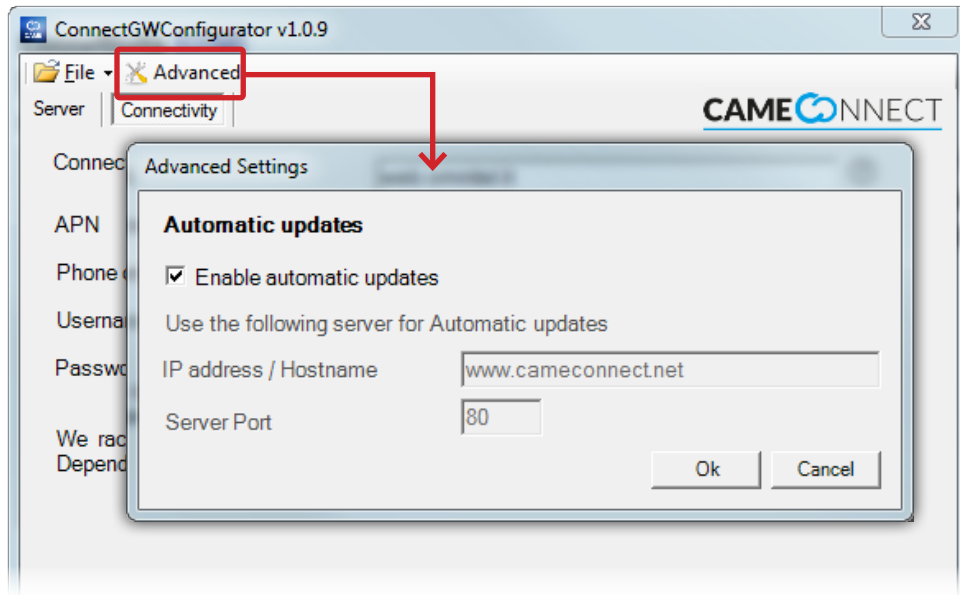 ConnectGWConfigurator v1.0.9
File Advanced
Server Connectivity
CAMECONNECT
Connec
Advanced Settings
APN
Automatic updates
Phone
Enable automatic updates
Userna
Use the following server for Automatic updates
Passwo
IP address / Hostname www.cameconnect.net
Server Port 80
We rac
Depend
Ok Cancel